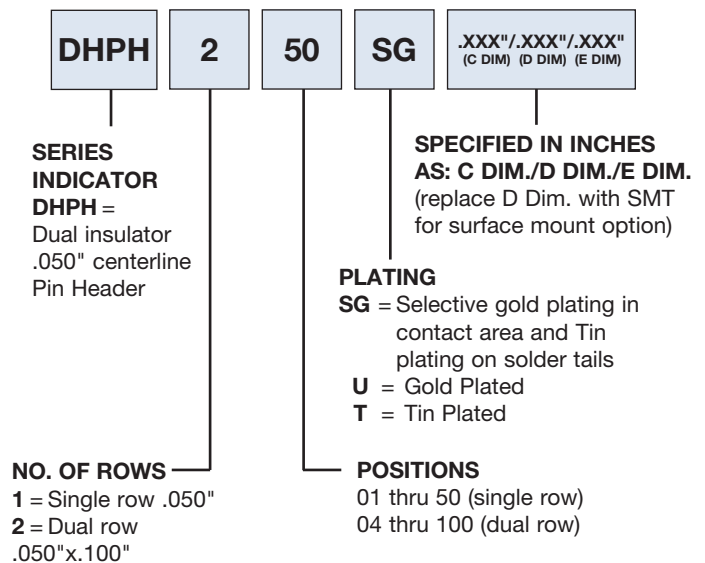 DHPH 2 50 SG .XXX"/.XXX"/.XXX"
(C DIM) (D DIM) (E DIM)
SERIES
INDICATOR
DHPH =
Dual insulator
.050" centerline
Pin Header
SPECIFIED IN INCHES
AS: C DIM./D DIM./E DIM.
(replace D Dim. with SMT
for surface mount option)
PLATING
SG = Selective gold plating in
contact area and Tin
plating on solder tails
U = Gold Plated
T = Tin Plated
NO. OF ROWS
1 = Single row .050"
2 = Dual row
.050"x.100"
POSITIONS
01 thru 50 (single row)
04 thru 100 (dual row)